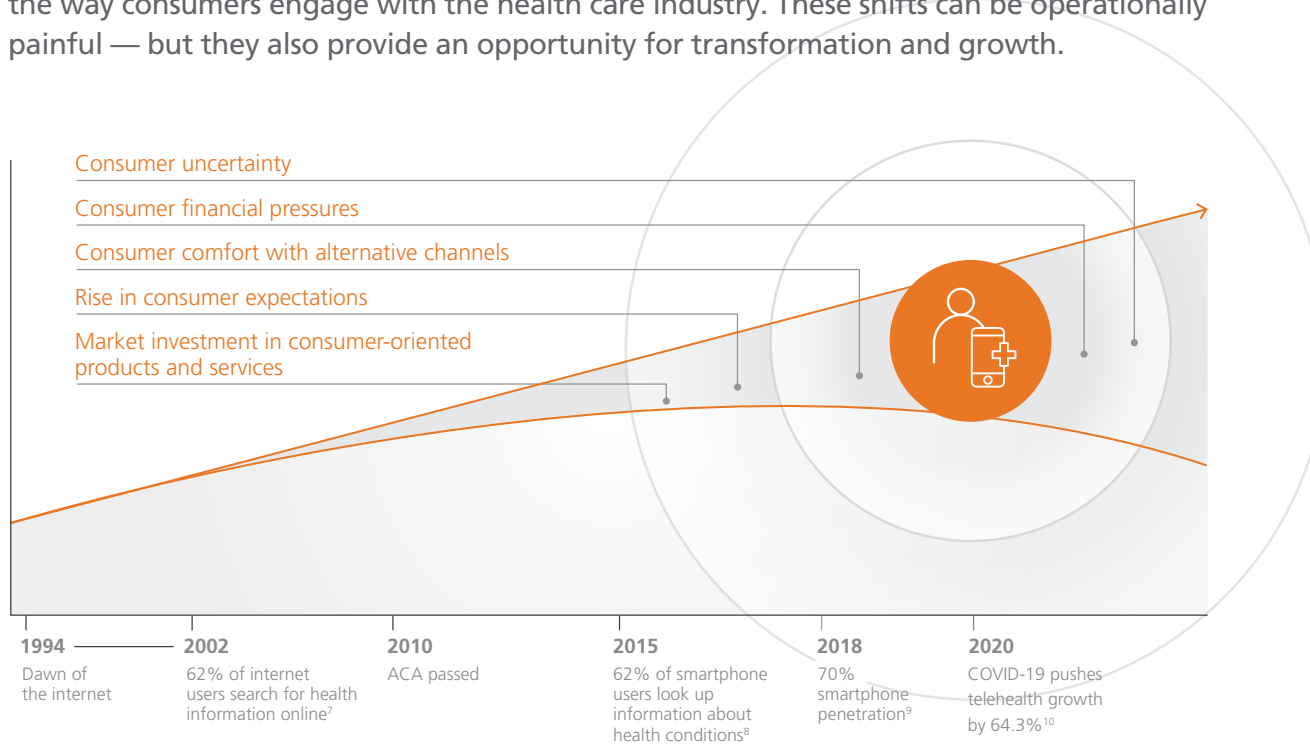 the way consumers engage with the health care industry. These shifts can be operationally
painful — but they also provide an opportunity for transformation and growth.
Consumer uncertainty
Consumer financial pressures
Consumer comfort with alternative channels
Rise in consumer expectations
Market investment in consumer-oriented
products and services
1994
Dawn of
the internet
2002
62% of internet
users search for health
information online⁷
2010
ACA passed
2015
62% of smartphone
users look up
information about
health conditions⁸
2018
70%
smartphone
penetration⁹
2020
COVID-19 pushes
telehealth growth
by 64.3%¹⁰